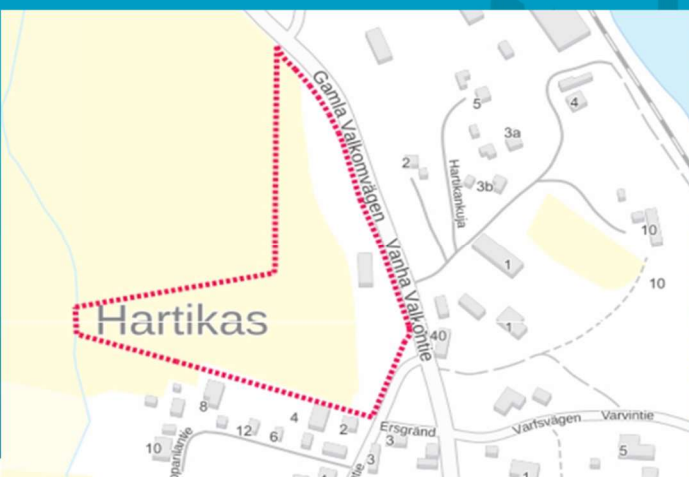 Gamla Valkomvägen
5
4
3a
2
3b
Hartikankuja
Vanha Valkontie
10
1
10
Hartikas
1
40
8
4
2
Ersgränd
Varfsvägen
Varvintie
12
6
3
10
3
5
1